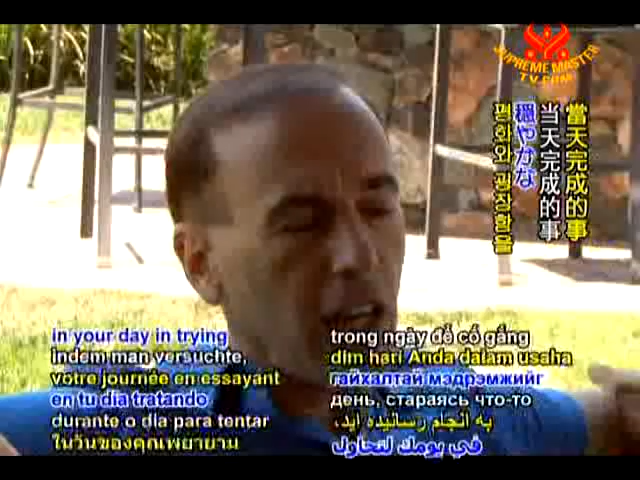 SUPREME MASTER
TV.COM
當天完成的事
当天完成的事
穏やかな
평화와 굉장함을
in your day in trying
indem man versuchte,
votre journée en essayant
en tu día tratando
durante o dia para tentar
ในวันของคุณพยายาม
trong ngày để cố gắng
dlm hari Anda dalam usaha
гайхалтай мэдрэмжийг
день, стараясь что-то
به انجام رسانیده اید،
في يومك لتحاول